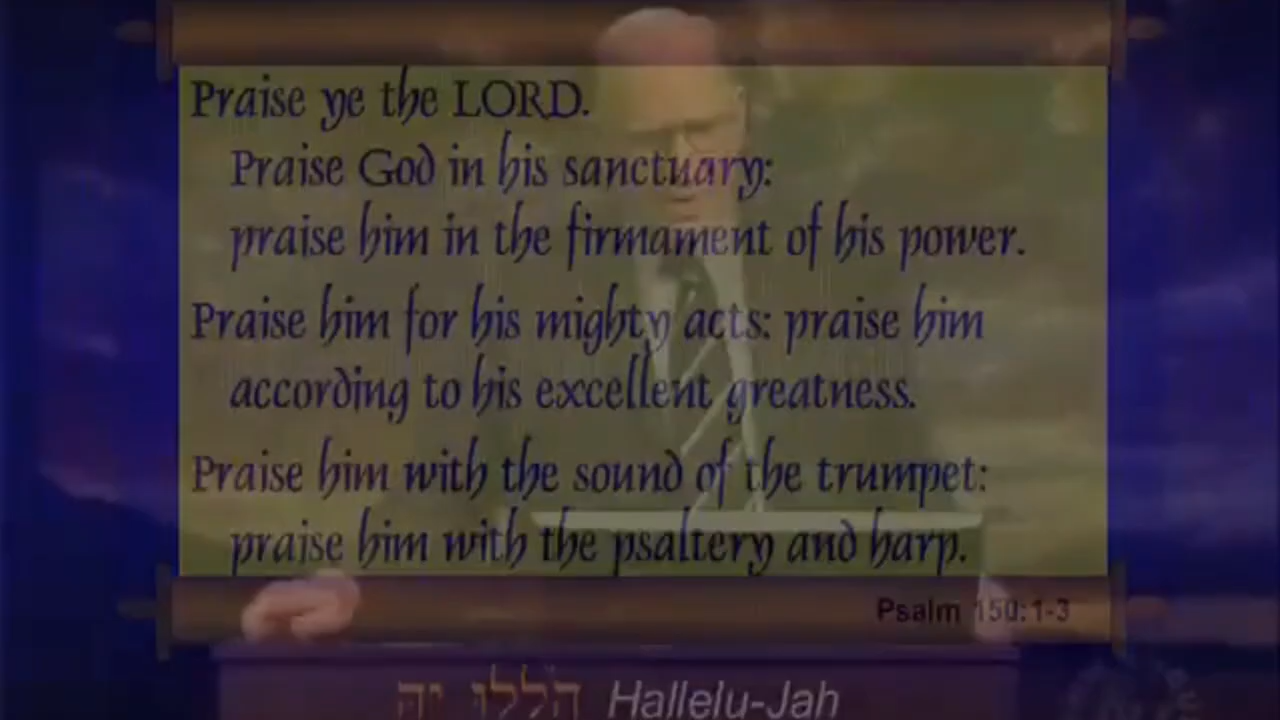 Praise ye the LORD.
Praise God in his sanctuary:
praise him in the firmament of his power.
Praise him for his mighty acts: praise him
according to his excellent greatness.
Praise him with the sound of the trumpet:
praise him with the psaltery and harp.
Psalm 150:1-3
הללו יה Hallelu-Jah